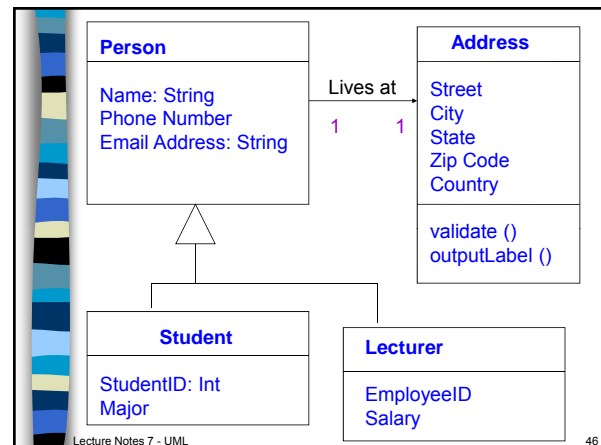 Person
Name: String
Phone Number
Email Address: String
Lives at
1 1
Address
Street
City
State
Zip Code
Country
validate ()
outputLabel ()
Student
StudentID: Int
Major
Lecturer
EmployeeID
Salary
Lecture Notes 7 - UML
46